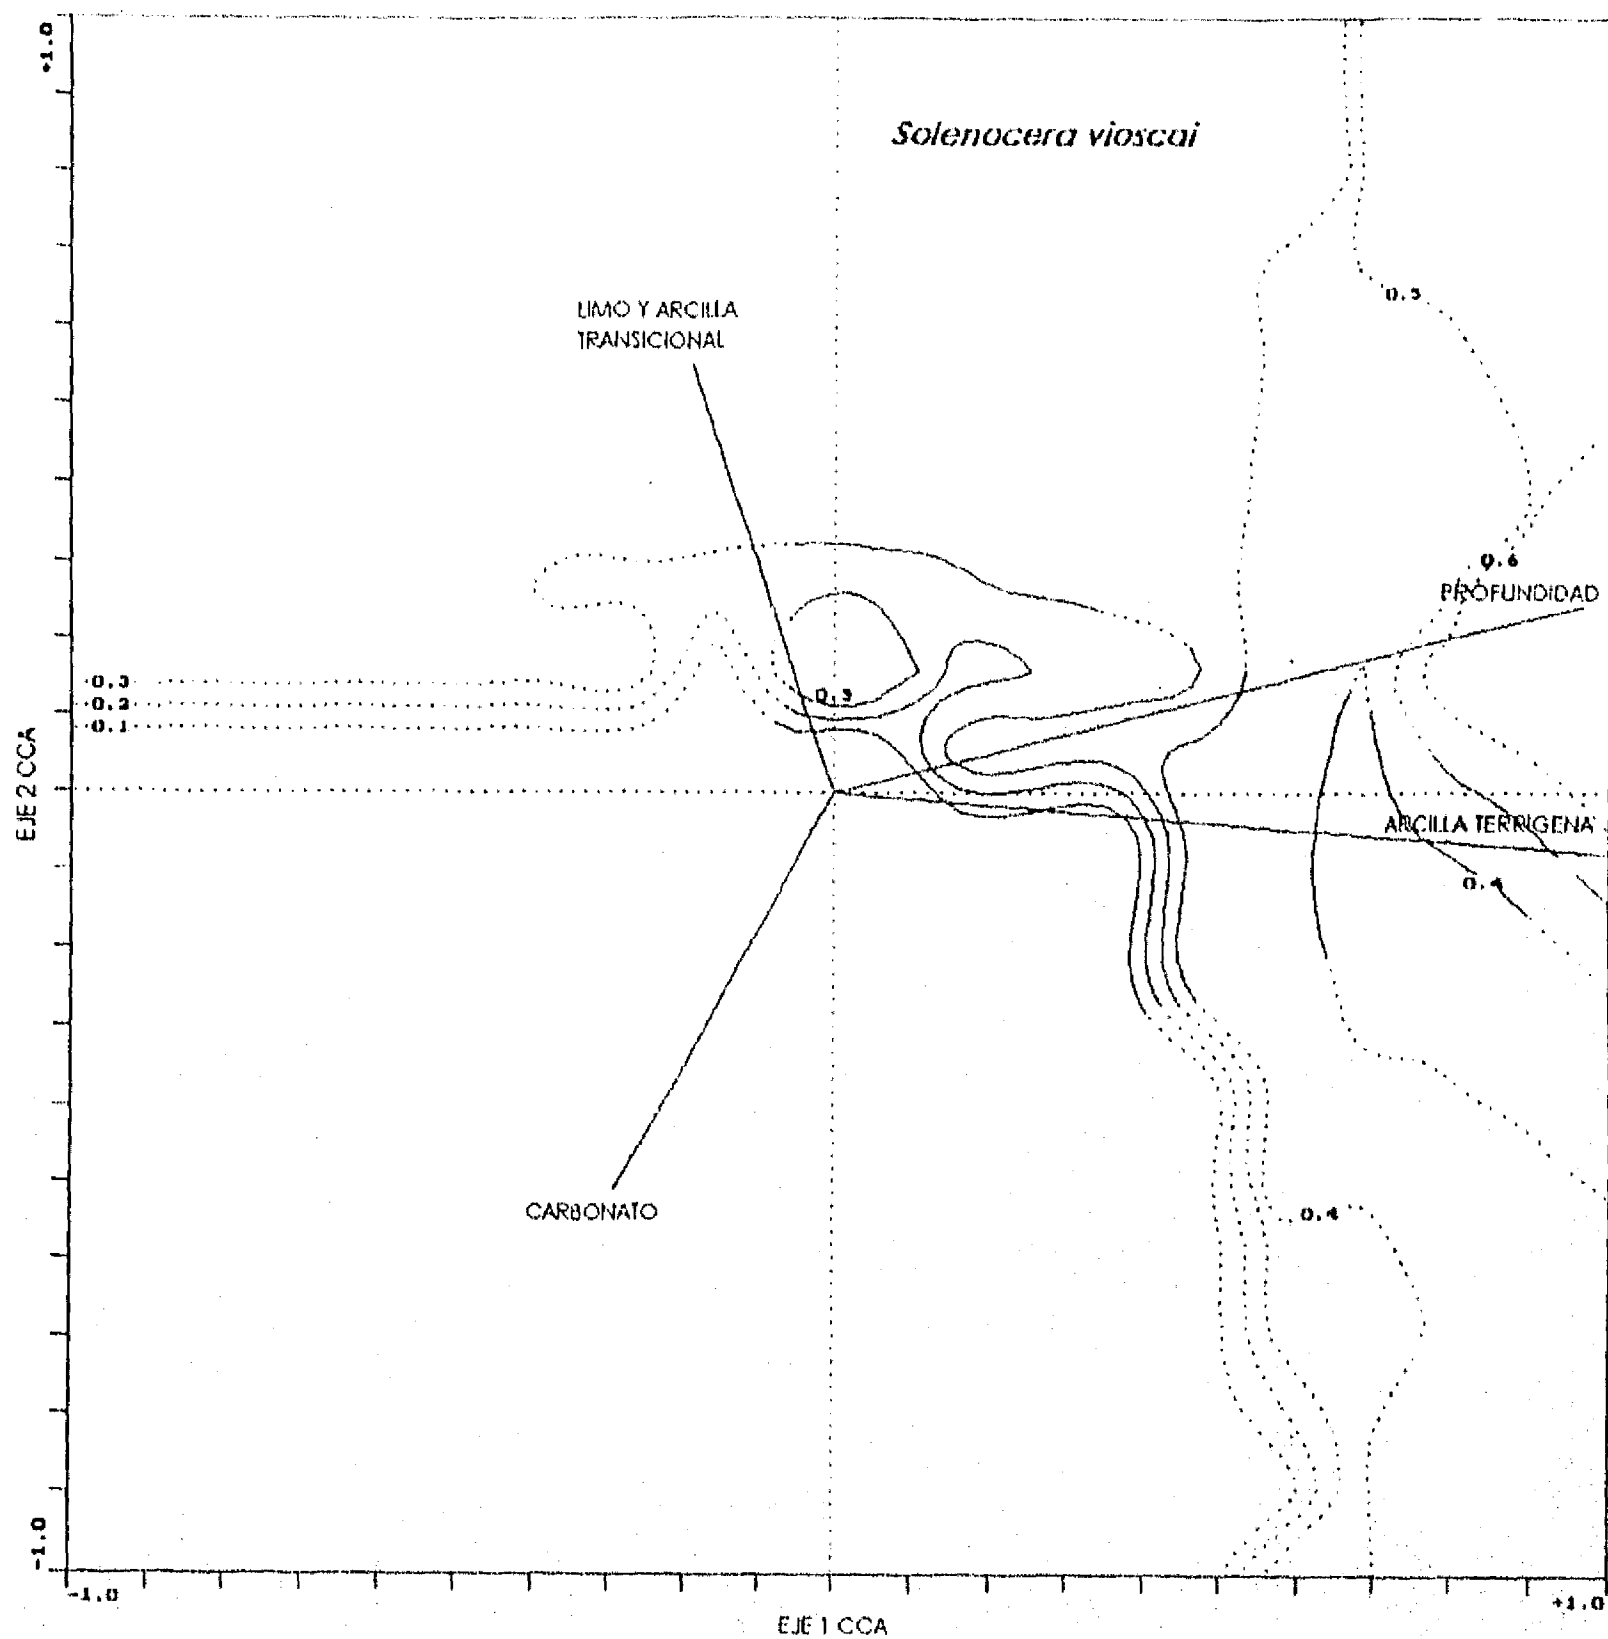 +1.0
Solenocera vioscai
0.5
LIMO Y ARCILLA
TRANSICIONAL
0.6
PROFUNDIDAD
0.3
0.3
0.2
0.1
EJE 2 CCA
ARCILLA TERRIGENA
0.4
CARBONATO
0.4
-1.0
-1.0
+1.0
EJE 1 CCA